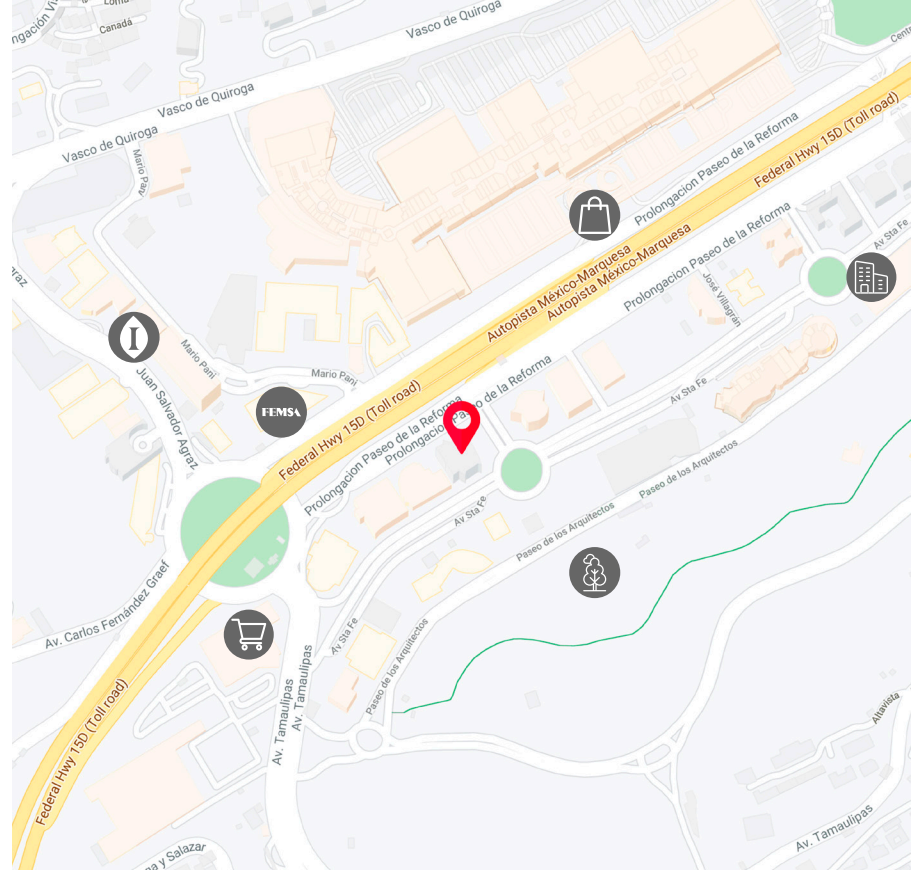 Cenadá
Vasco de Quiroga
Vasco de Quiroga
Vasco de Quiroga
Mario Pani
Prolongacion Paseo de la Reforma
Federal Hwy 15D (Toll road)
Prolongacion Paseo de la Reforma
Av Sta Fe
Autopista México-Marquesa
Autopista México-Marquesa
José Villagrán
Mario Pani
Mario Pani
Juan Salvador Agraz
FEMSA
Federal Hwy 15D (Toll road)
Prolongacion Paseo de la Reforma
Prolongacion Paseo de la Reforma
Av Sta Fe
Av Sta Fe
Paseo de los Arquitectos
Paseo de los Arquitectos
Av. Carlos Fernández Graef
Av Sta Fe
Paseo de los Arquitectos
Av. Tamaulipas
Av. Tamaulipas
Federal Hwy 15D (Toll road)
Altavista
Av. Tamaulipas
y Salazar